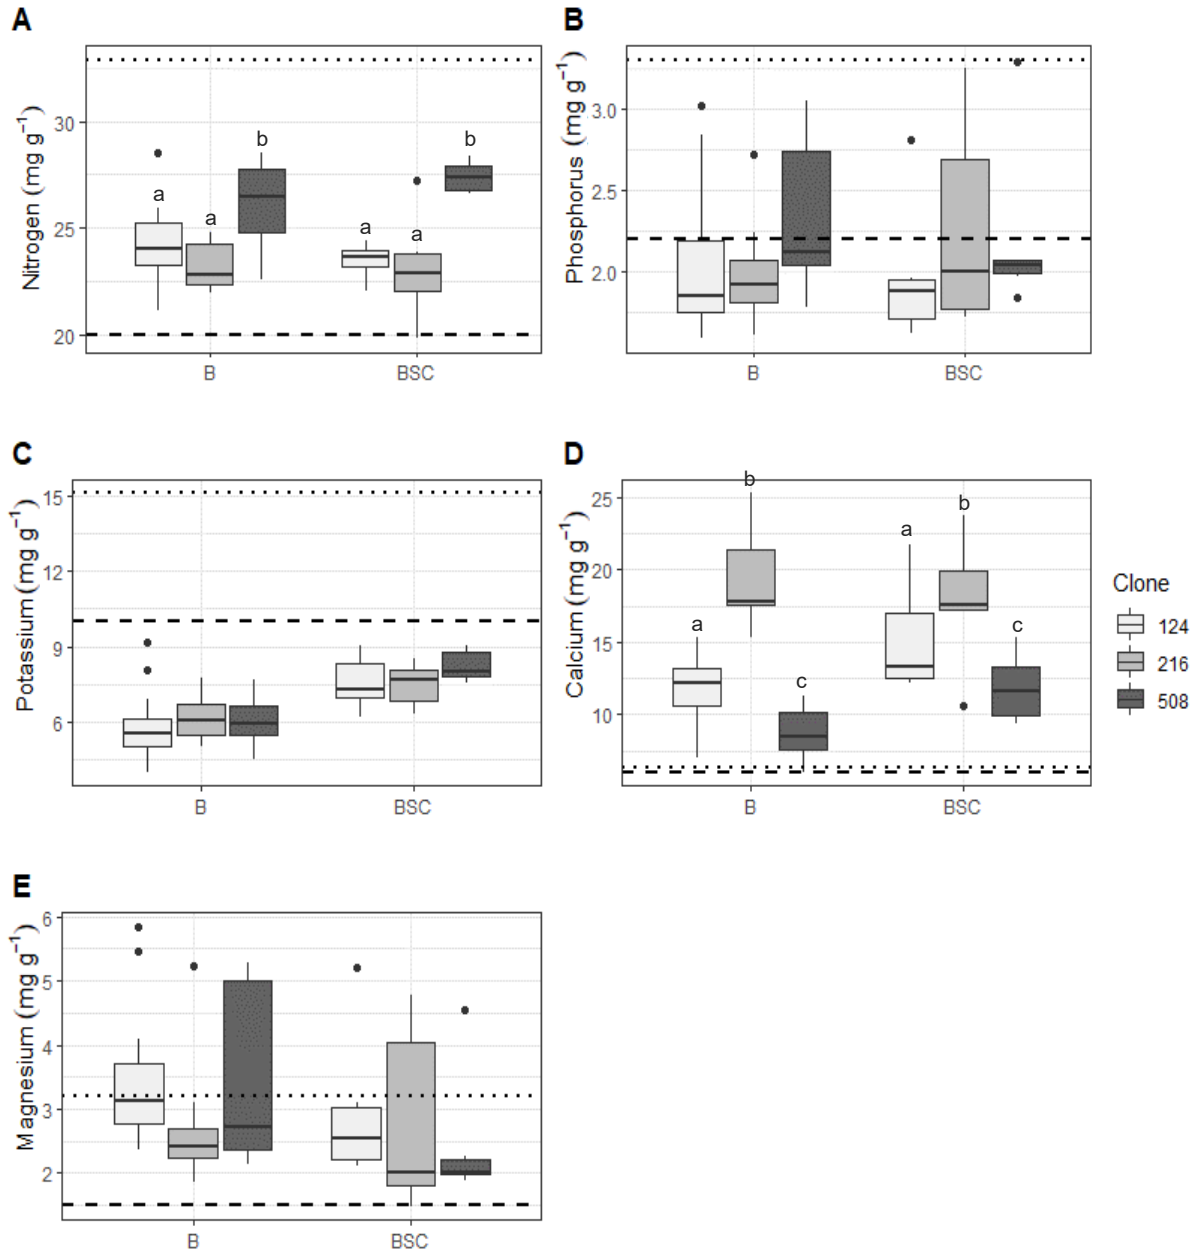 A
Nitrogen (mg g⁻¹)
30
25
20
a
a
b
a
a
b
B
BSC
B
Phosphorus (mg g⁻¹)
3.0
2.5
2.0
B
BSC
C
Potassium (mg g⁻¹)
15
12
9
6
B
BSC
D
Calcium (mg g⁻¹)
25
20
15
10
a
b
c
a
b
c
B
BSC
Clone
124
216
508
E
Magnesium (mg g⁻¹)
6
5
4
3
2
B
BSC